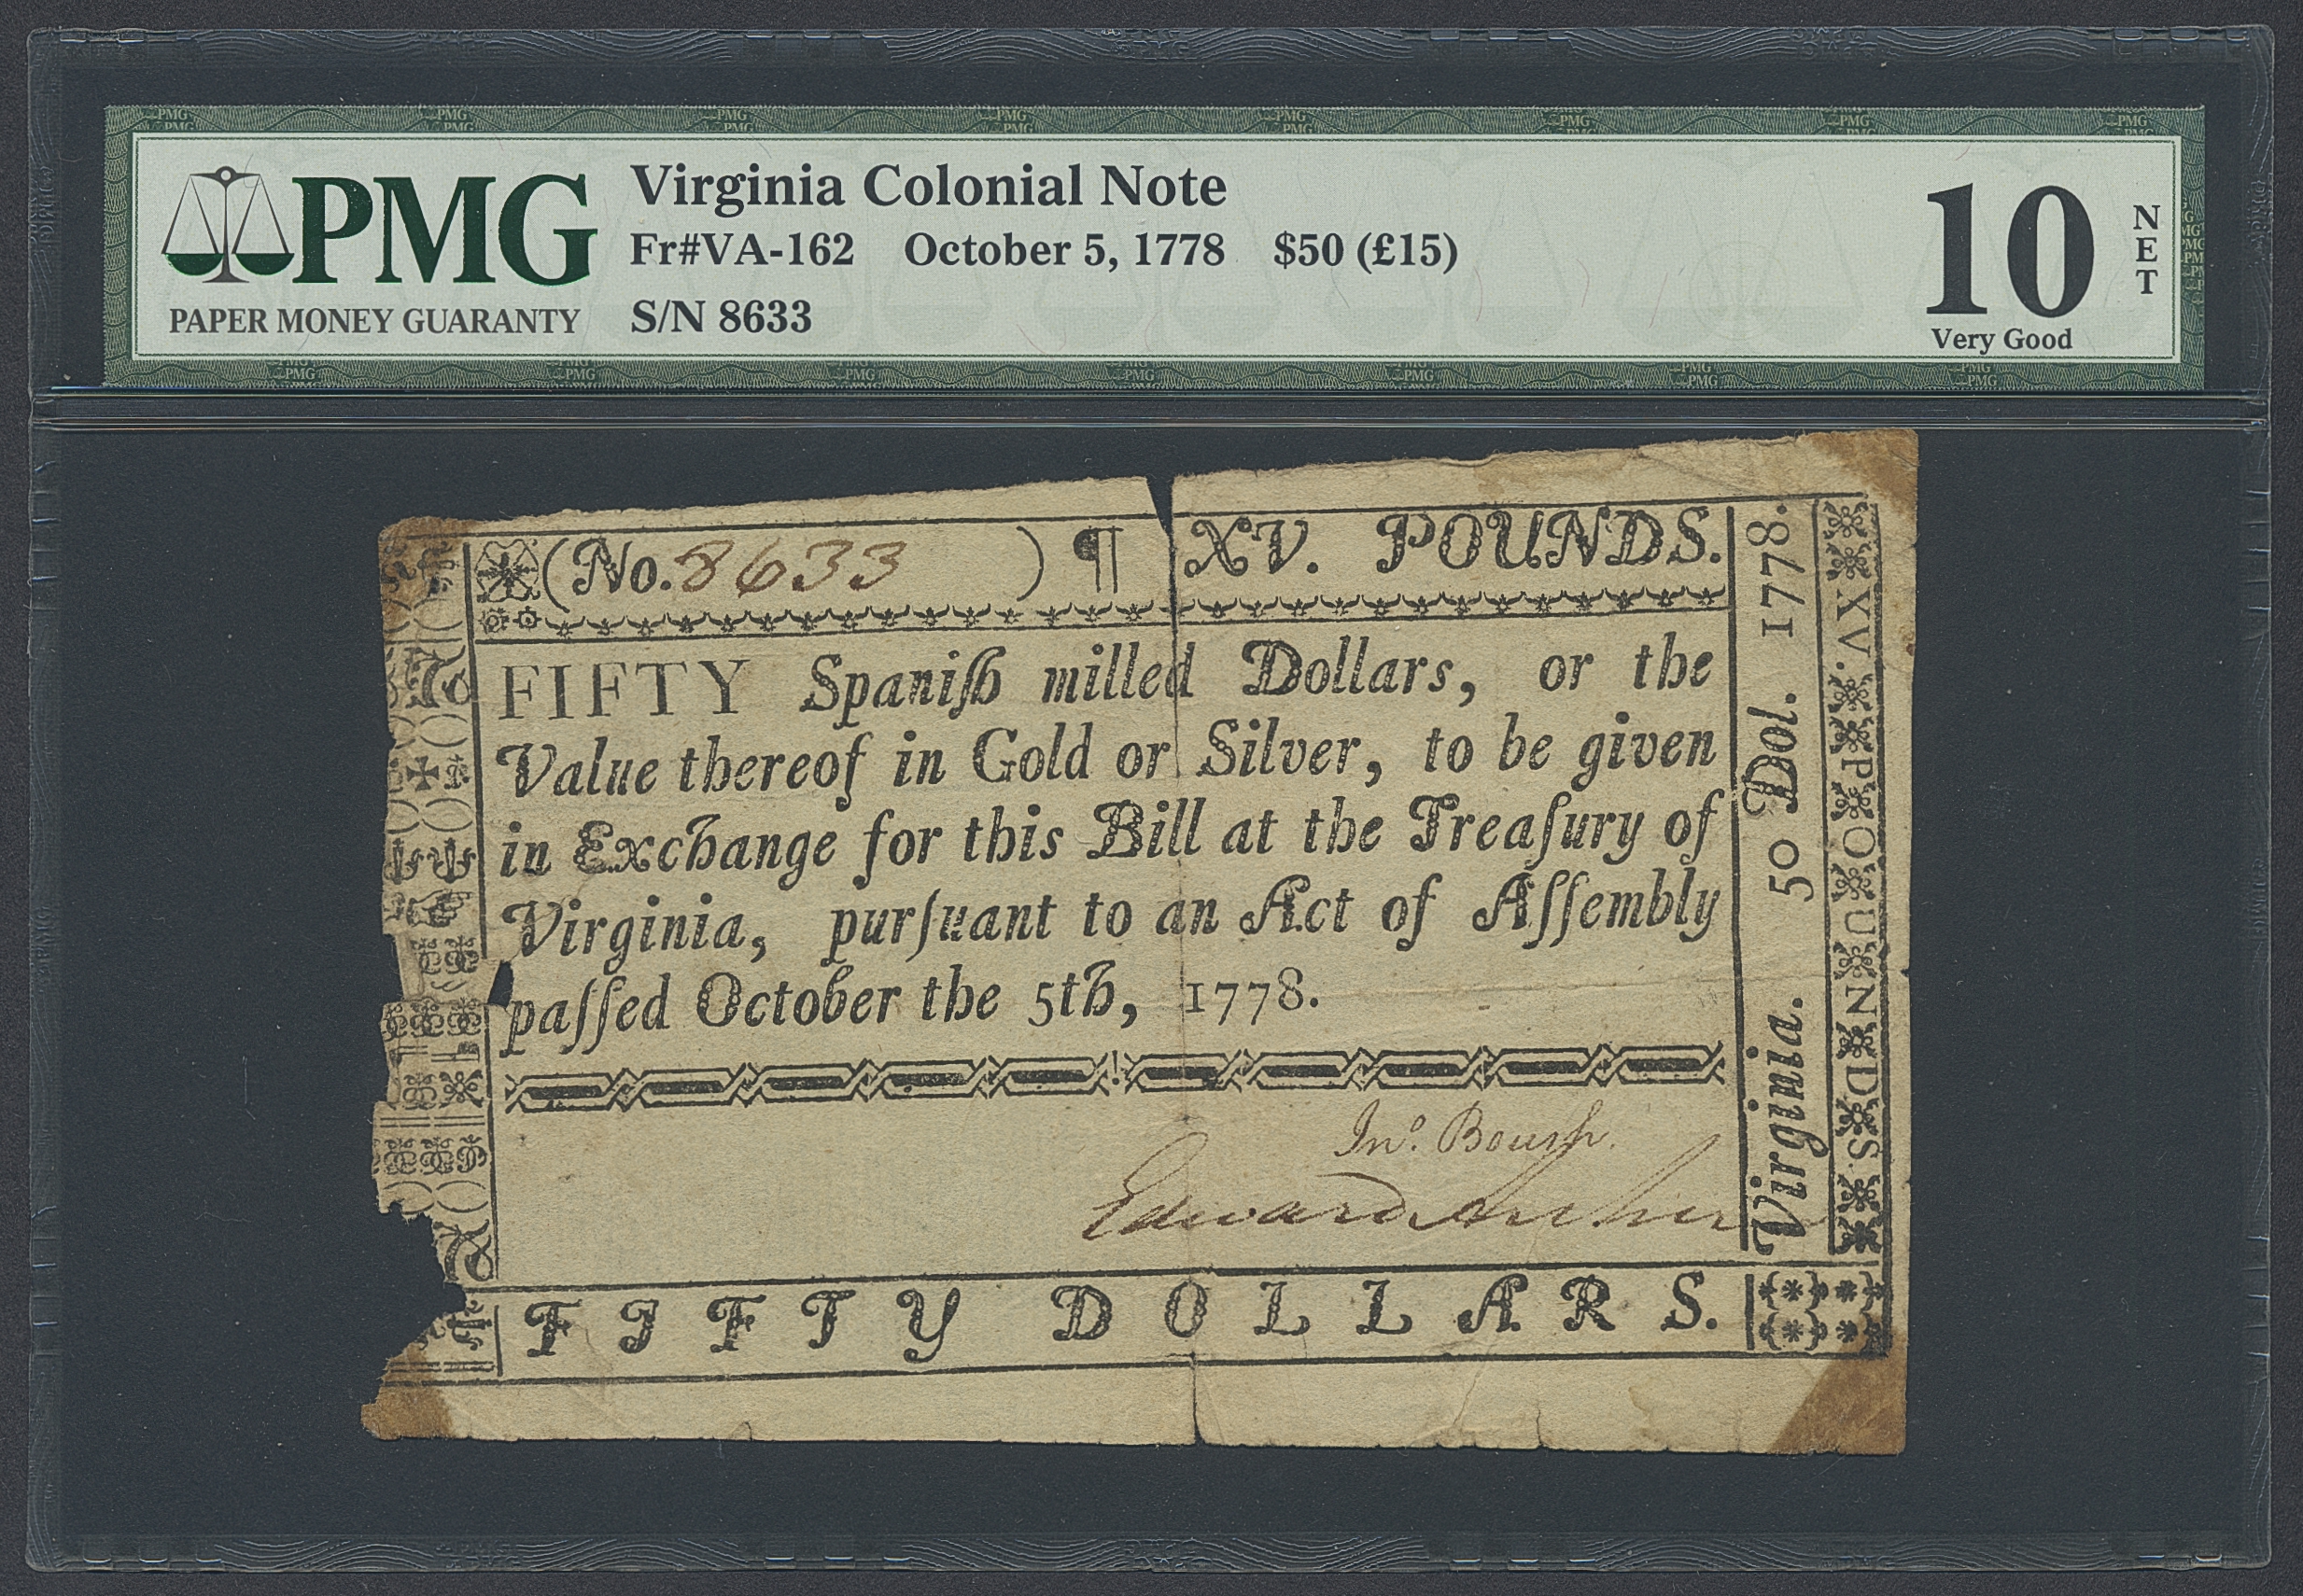 PMG
PAPER MONEY GUARANTY
Virginia Colonial Note
Fr#VA-162 October 5, 1778 $50 (£15)
S/N 8633
10
NET
Very Good
(No. 8633 ) ¶ XV. POUNDS.
FIFTY Spaniſh milled Dollars, or the
Value thereof in Gold or Silver, to be given
in Exchange for this Bill at the Treaſury of
Virginia, purſuant to an Act of Aſſembly
paſſed October the 5th, 1778.
Jno. Boush.
Edward Archer
FIFTY DOLLARS.
Virginia. 50 Dol. 1778.
XV. POUNDS.